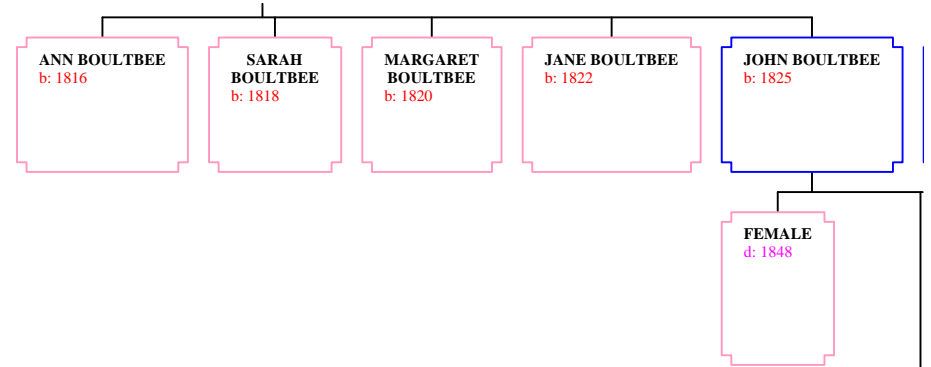 ANN BOULTBEE
b: 1816
SARAH
BOULTBEE
b: 1818
MARGARET
BOULTBEE
b: 1820
JANE BOULTBEE
b: 1822
JOHN BOULTBEE
b: 1825
FEMALE
d: 1848